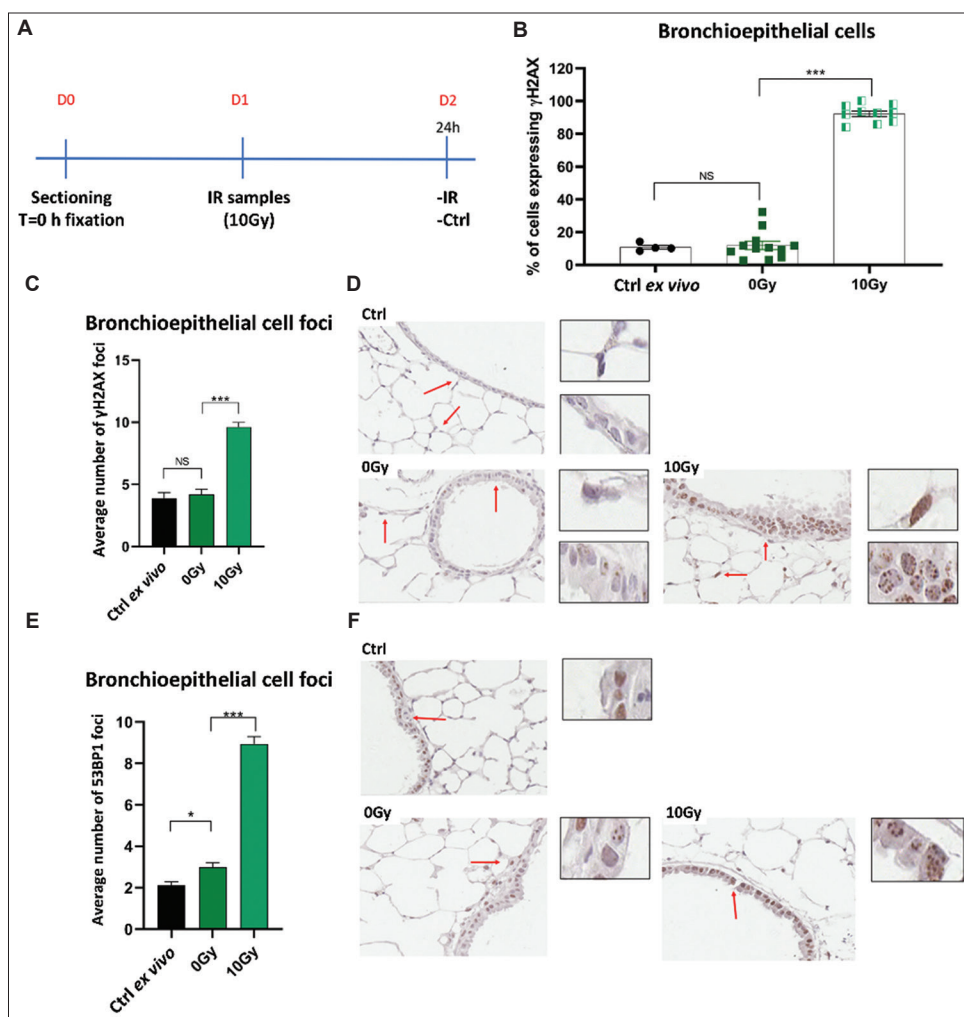 A
D0
D1
D2
24h
Sectioning
T=0 h fixation
IR samples
(10Gy)
-IR
-Ctrl
B
Bronchioepithelial cells
% of cells expressing γH2AX
120
100
80
60
40
20
0
NS
***
Ctrl ex vivo
0Gy
10Gy
C
Bronchioepithelial cell foci
Average number of γH2AX foci
15
10
5
0
NS
***
Ctrl ex vivo
0Gy
10Gy
D
Ctrl
0Gy
10Gy
E
Bronchioepithelial cell foci
Average number of 53BP1 foci
10
8
6
4
2
0
*
***
Ctrl ex vivo
0Gy
10Gy
F
Ctrl
0Gy
10Gy